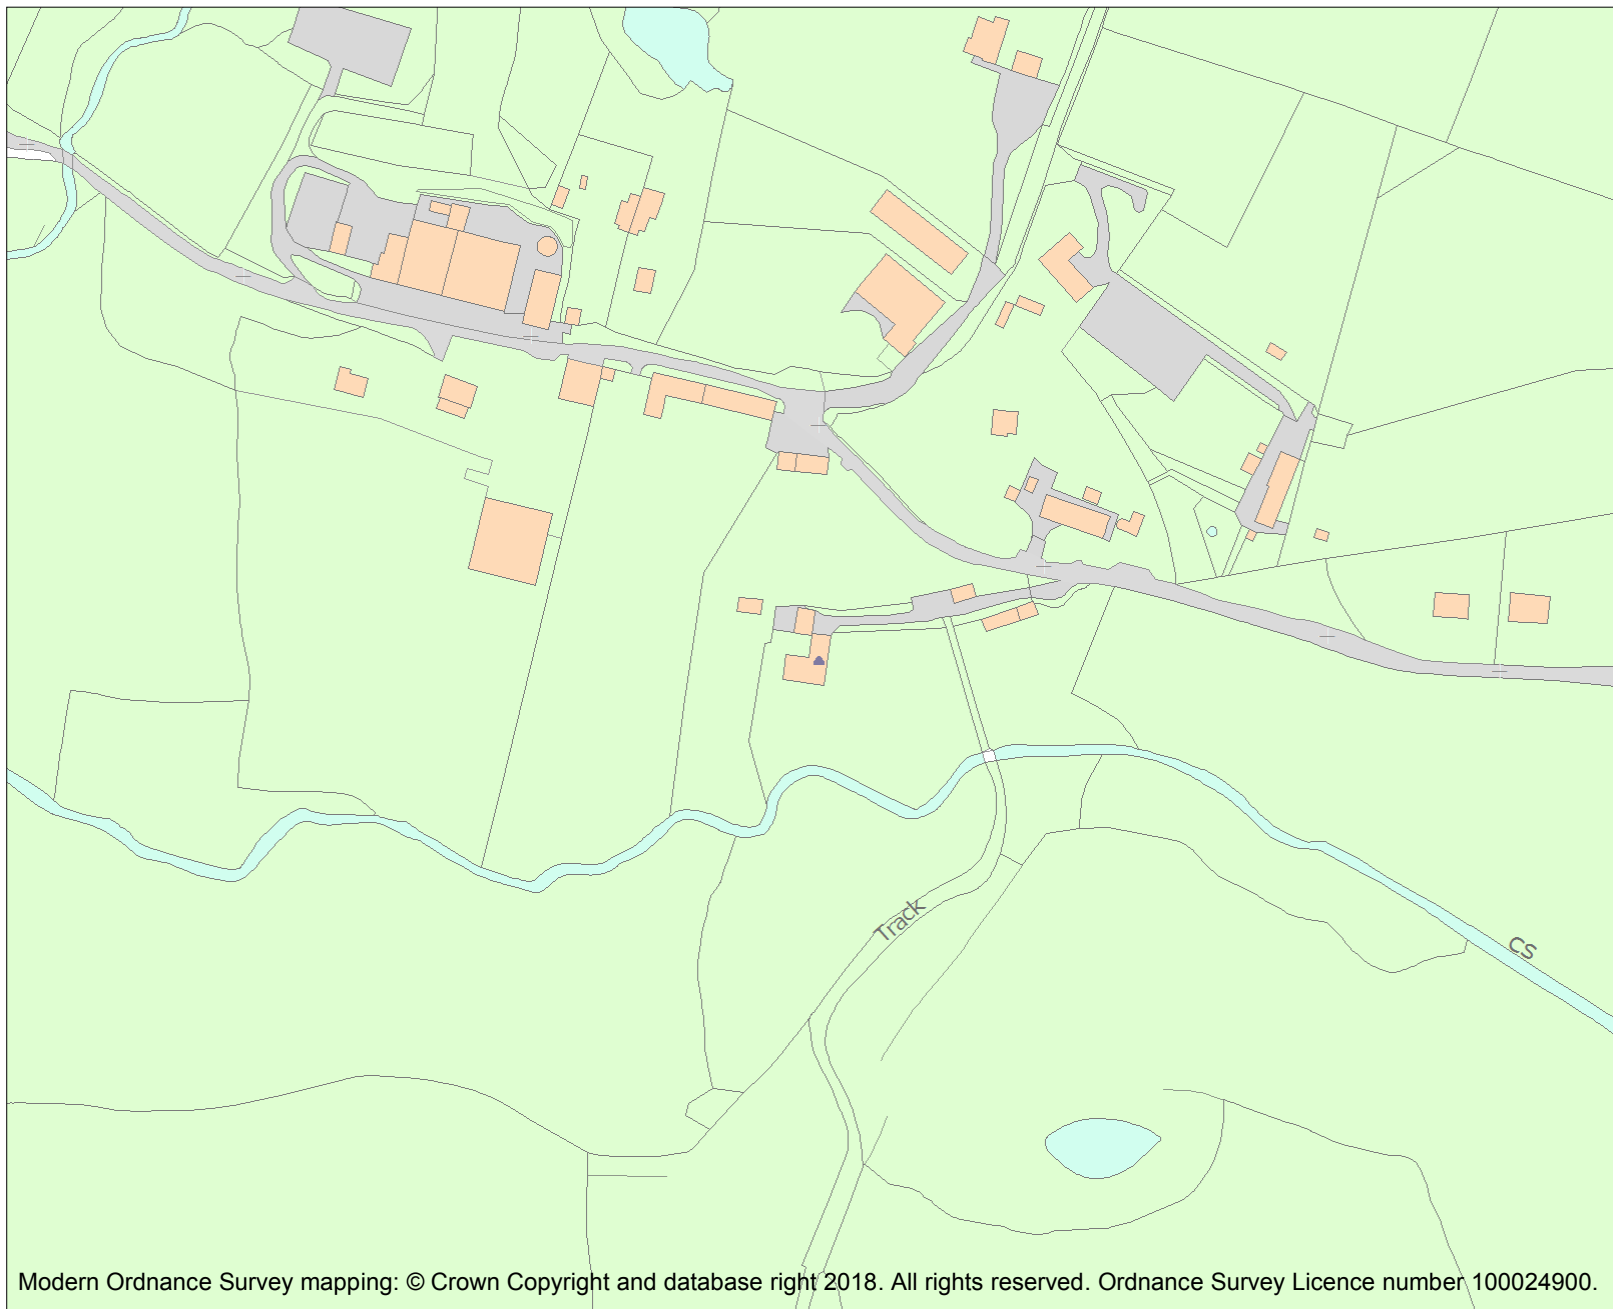 Track
CS
Modern Ordnance Survey mapping: © Crown Copyright and database right 2018. All rights reserved. Ordnance Survey Licence number 100024900.